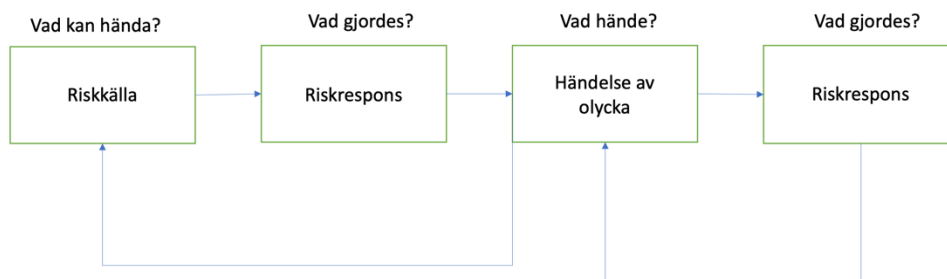 Vad kan hända?
Vad gjordes?
Vad hände?
Vad gjordes?
Riskkälla
Riskrespons
Händelse av
olycka
Riskrespons